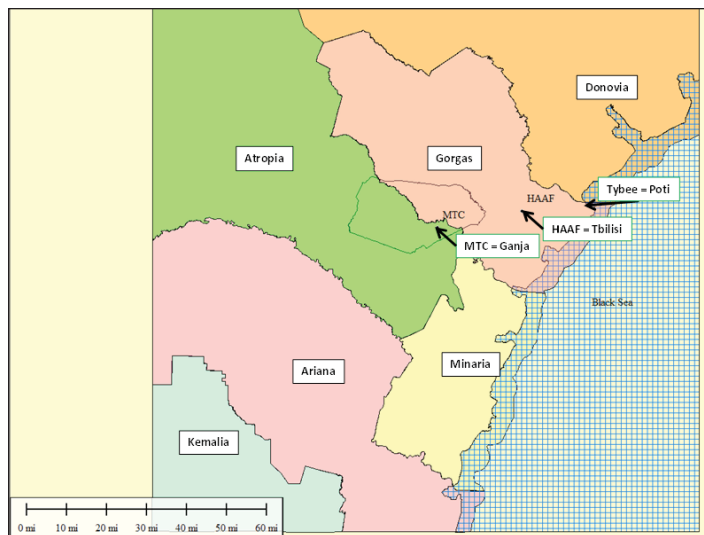 Donovia
Atropia
Gorgas
Tybee = Poti
HAAF
MTC
HAAF = Tbilisi
MTC = Ganja
Black Sea
Ariana
Minaria
Kemalia
0 mi 10 mi 20 mi 30 mi 40 mi 50 mi 60 mi